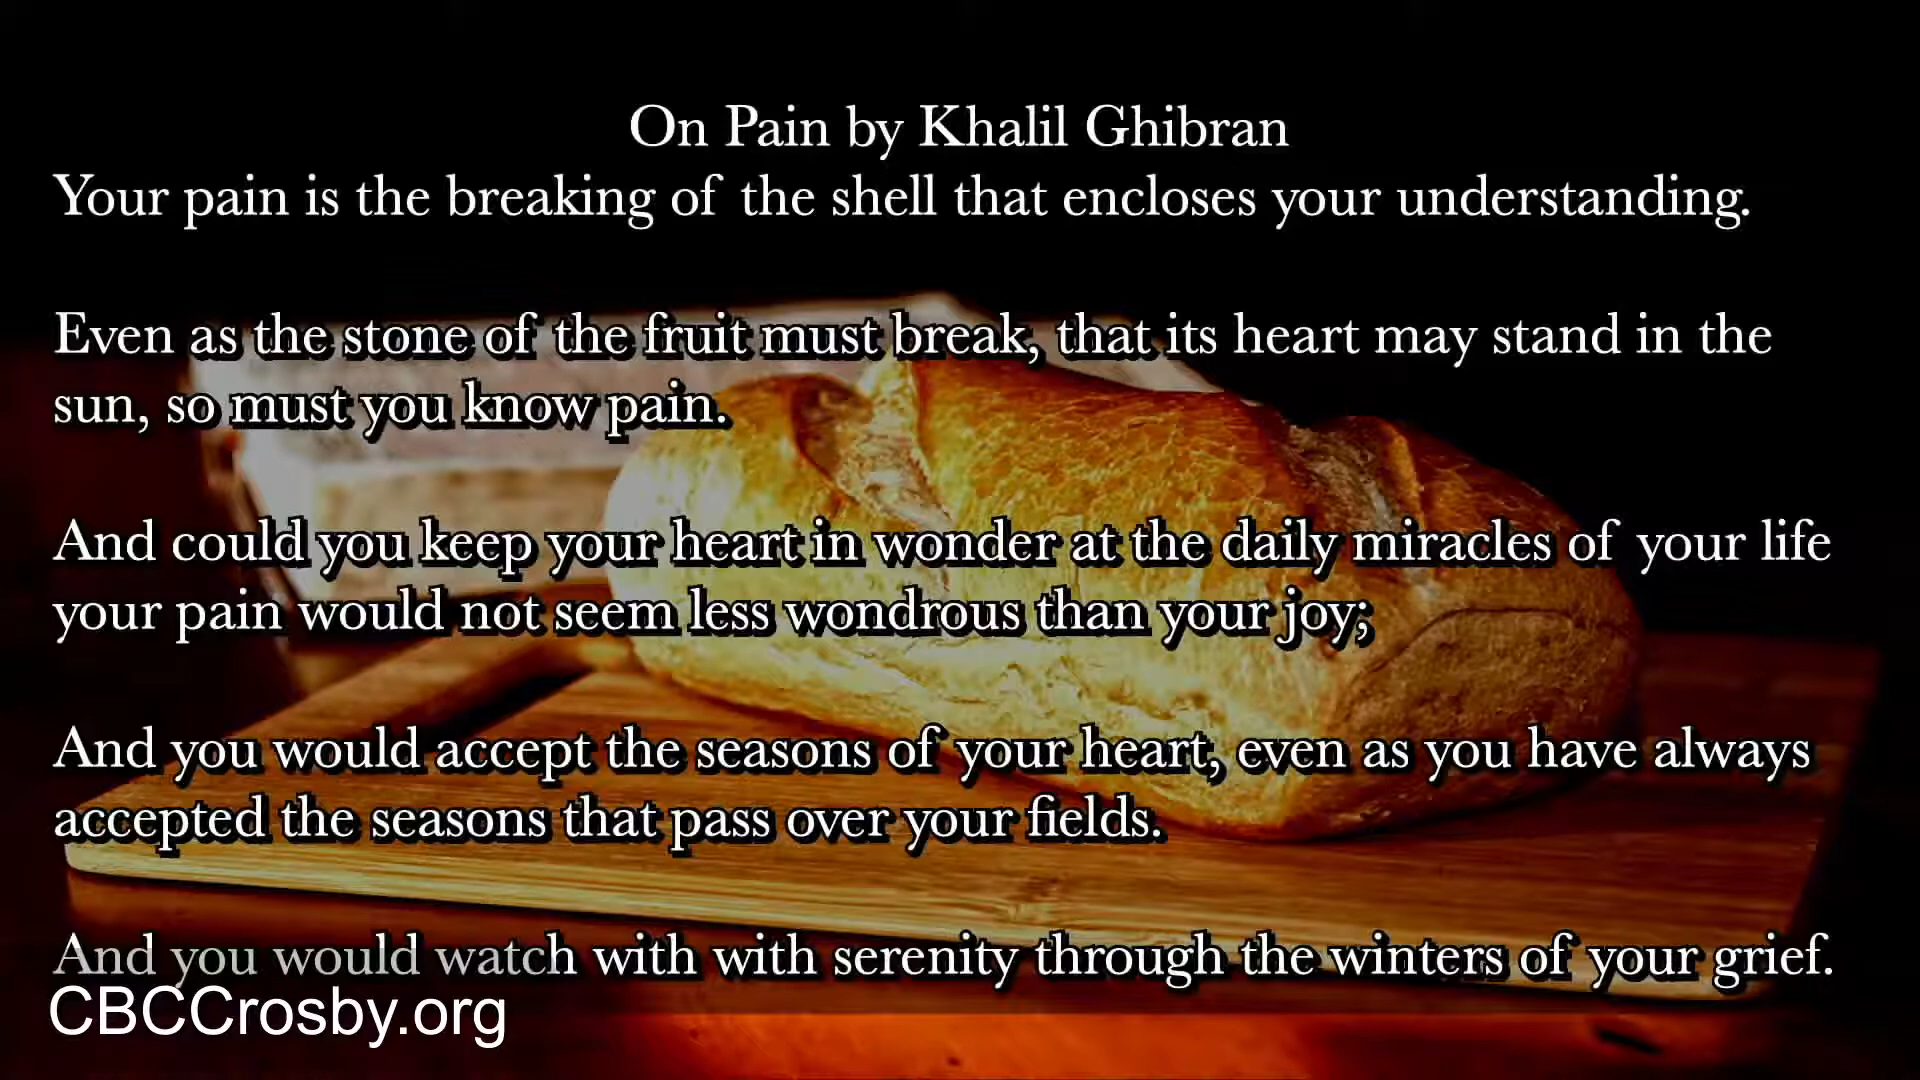 On Pain by Khalil Ghibran
Your pain is the breaking of the shell that encloses your understanding.
Even as the stone of the fruit must break, that its heart may stand in the
sun, so must you know pain.
And could you keep your heart in wonder at the daily miracles of your life
your pain would not seem less wondrous than your joy;
And you would accept the seasons of your heart, even as you have always
accepted the seasons that pass over your fields.
And you would watch with with serenity through the winters of your grief.
CBCCrosby.org